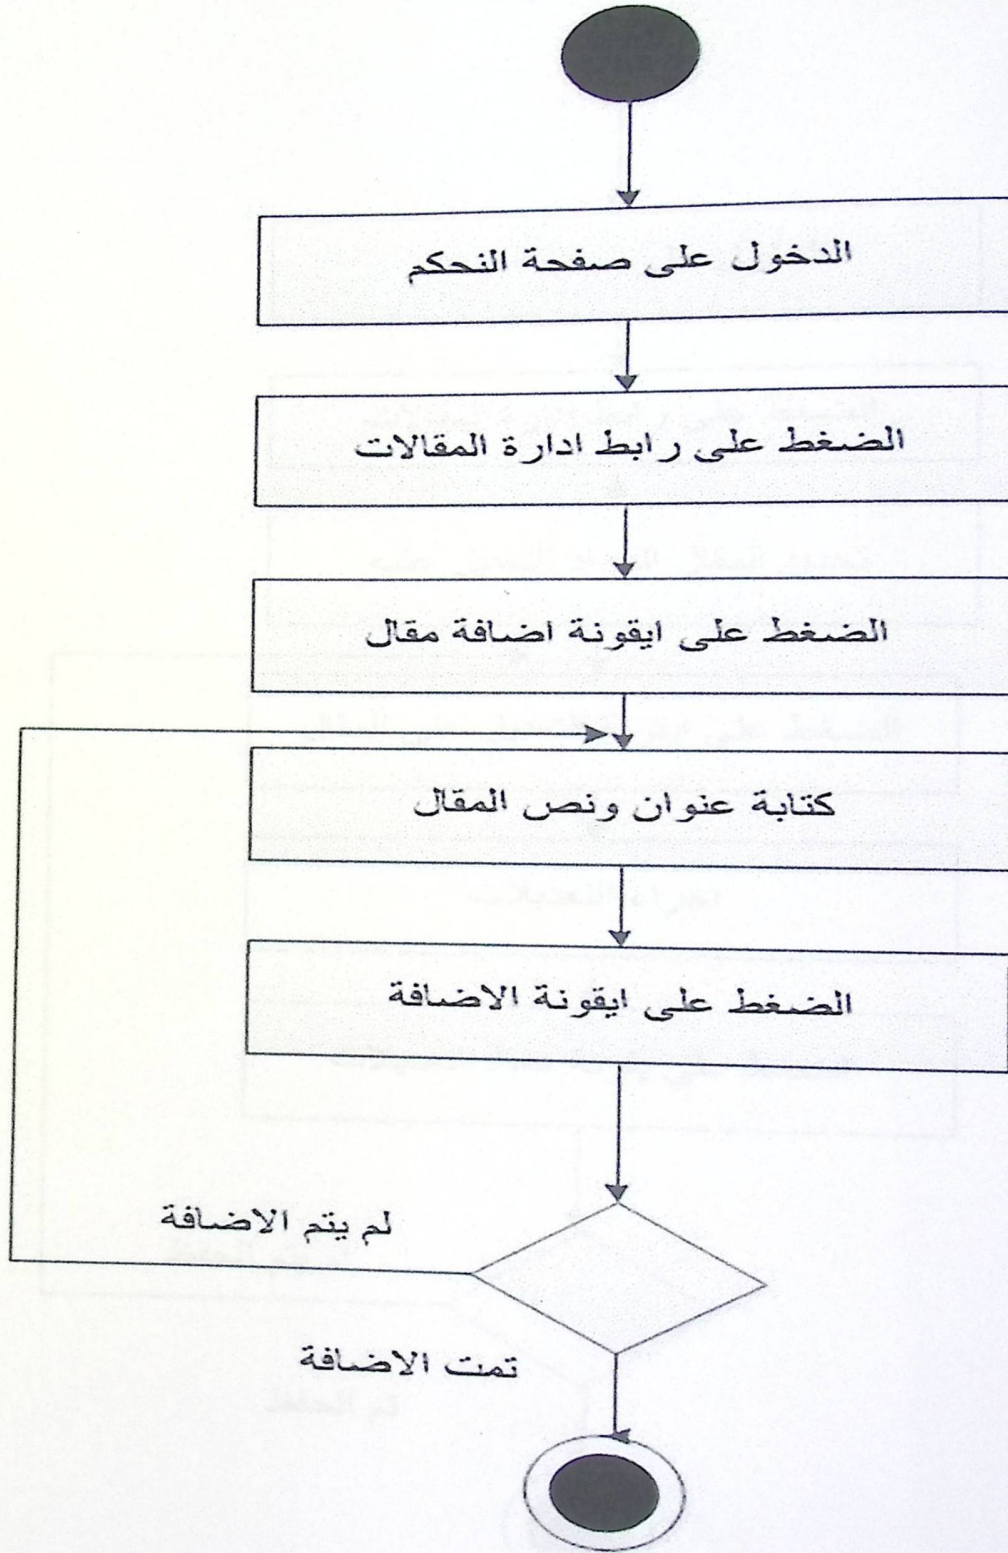 الدخول على صفحة النحكم
الضغط على رابط ادارة المقالات
الضغط على ايقونة اضافة مقال
كتابة عنوان ونص المقال
الضغط على ايقونة الاضافة
لم يتم الاضافة
تمت الاضافة